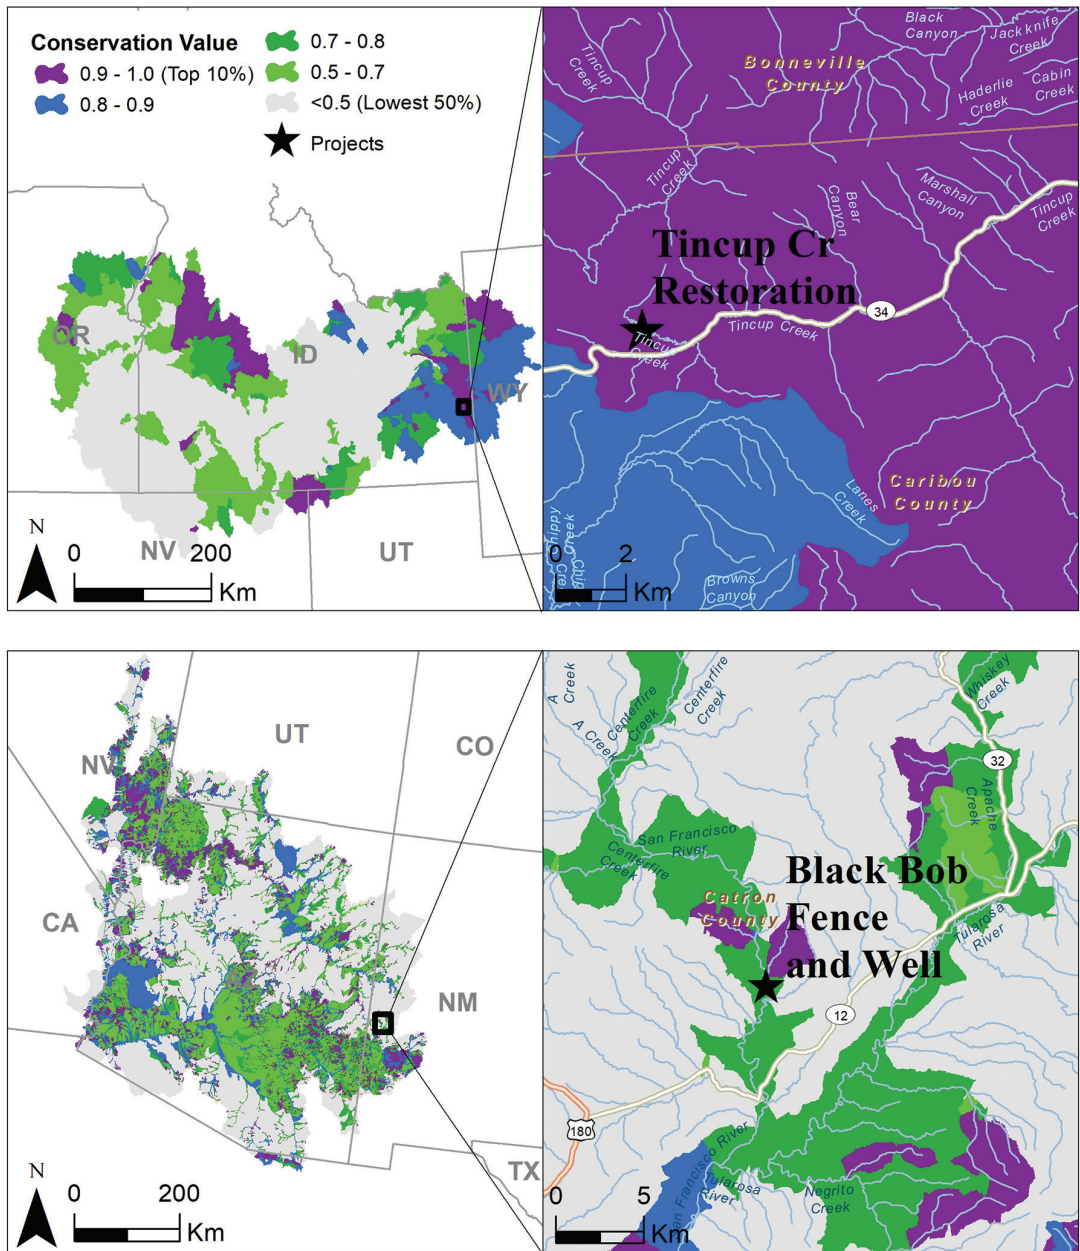 Conservation Value
0.9 - 1.0 (Top 10%)
0.8 - 0.9
0.7 - 0.8
0.5 - 0.7
<0.5 (Lowest 50%)
Projects
OR
ID
WY
NV
UT
N
0
200
Km
Black
Canyon
Jackknife
Creek
Tincup
Creek
Bonneville
County
Haderlie
Creek
Cabin
Creek
Tincup
Creek
Bear
Canyon
Marshall
Canyon
Tincup
Creek
Tincup Cr
Restoration
34
Tincup Creek
Tincup
Creek
Caribou
County
Lanes
Creek
Chippy
Creek
Browns
Canyon
0
2
Km
NV
UT
CO
CA
NM
TX
N
0
200
Km
A
Creek
A Creek
Centerfire
Creek
Centerfire
Creek
Whiskey
Creek
32
Apache
Creek
San Francisco
River
Centerfire
Creek
Catron
County
Black Bob
Fence
and Well
Tularosa
River
12
180
San Francisco River
Tularosa
River
Negrito
Creek
0
5
Km